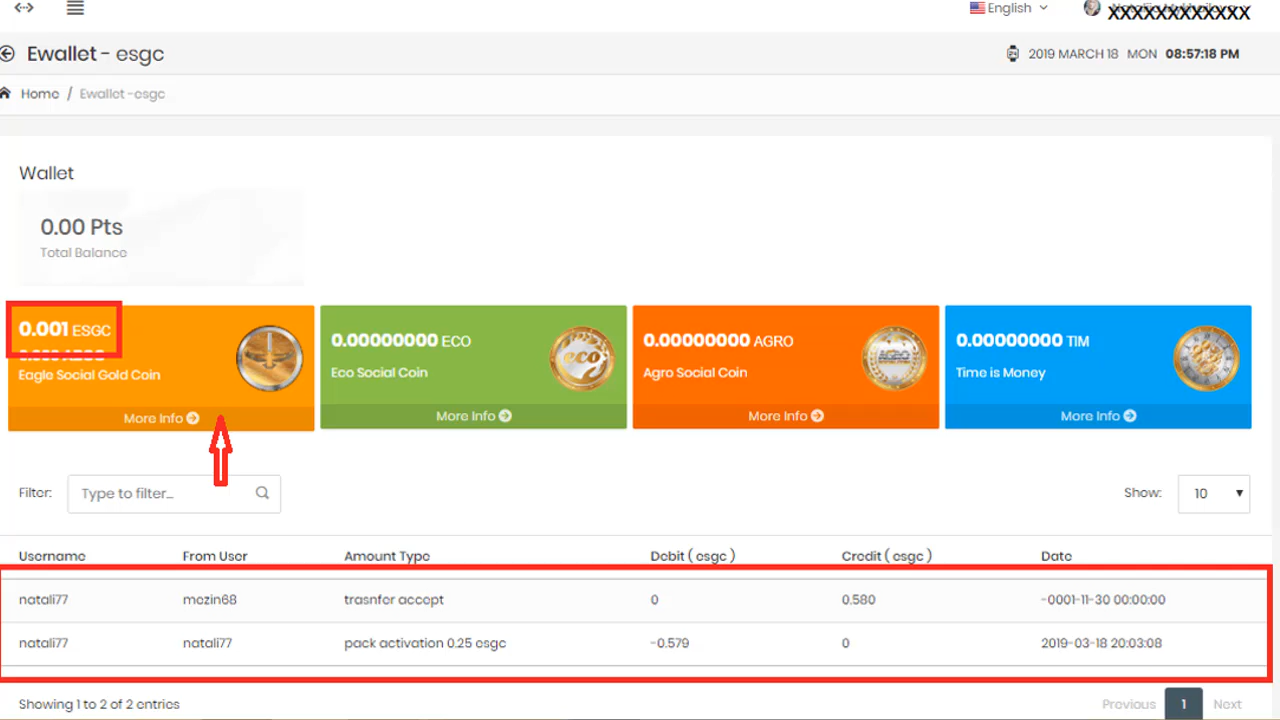 English
XXXXXXXXXXXX
Ewallet - esgc
2019 MARCH 18 MON 08:57:18 PM
Home / Ewallet -esgc
Wallet
0.00 Pts
Total Balance
0.001 ESGC
Eagle Social Gold Coin
More Info
0.00000000 ECO
Eco Social Coin
eco
More Info
0.00000000 AGRO
Agro Social Coin
AGRO
More Info
0.00000000 TIM
Time is Money
More Info
Filter: Type to filter...
Show: 10
Username From User Amount Type Debit ( esgc ) Credit ( esgc ) Date
natali77 mezin68 trasnfer accept 0 0.580 -0001-11-30 00:00:00
natali77 natali77 pack activation 0.25 esgc -0.579 0 2019-03-18 20:03:08
Showing 1 to 2 of 2 entries
Previous 1 Next